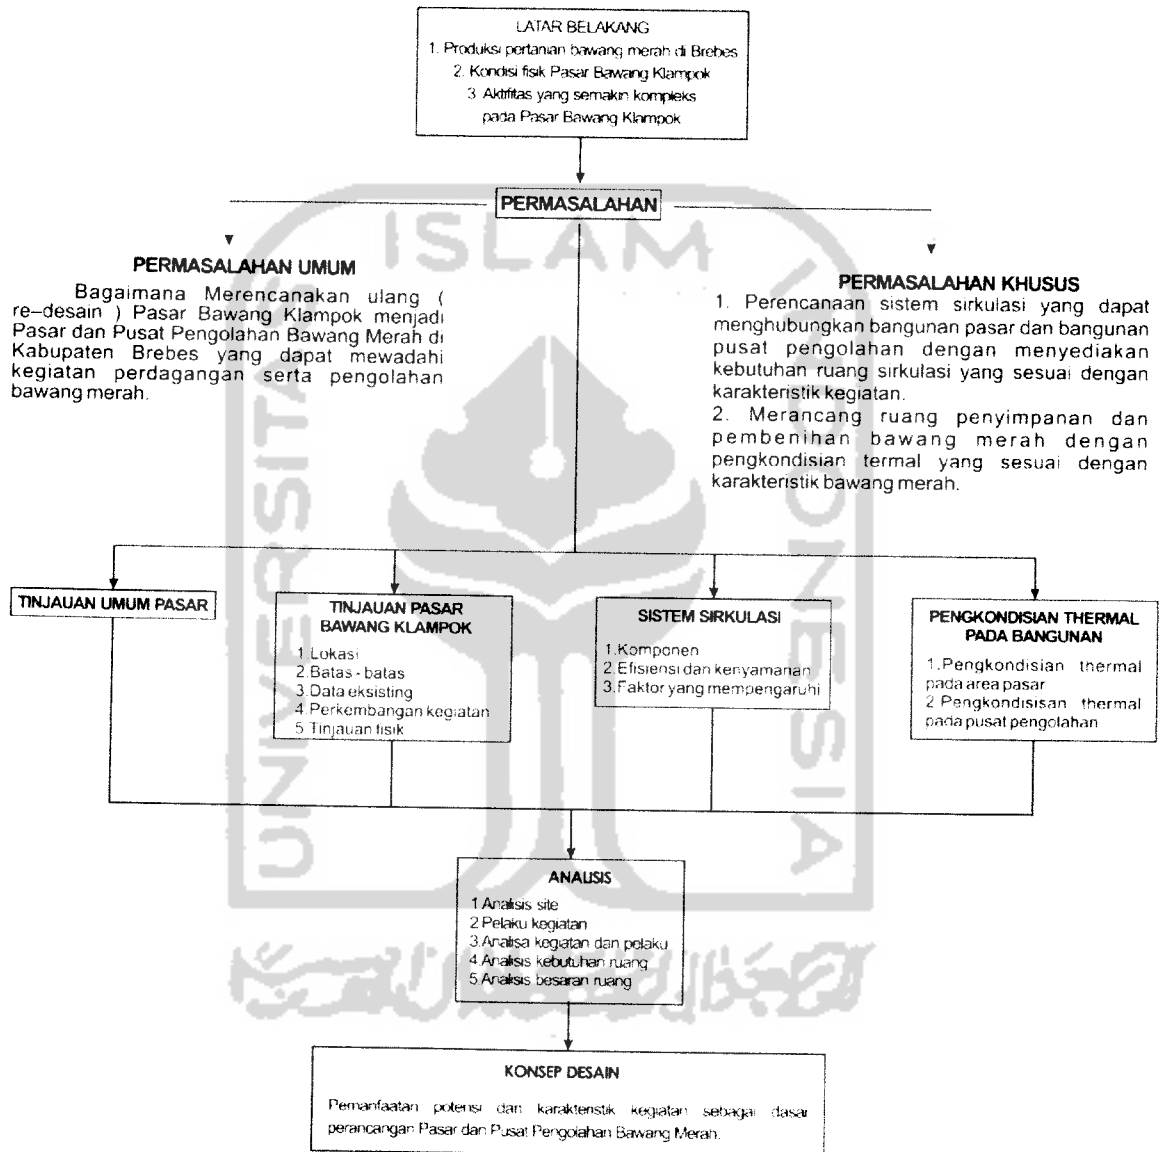 LATAR BELAKANG
1. Produksi pertanian bawang merah di Brebes
2. Kondisi fisik Pasar Bawang Klampok
3. Aktifitas yang semakin kompleks
pada Pasar Bawang Klampok
PERMASALAHAN
PERMASALAHAN UMUM
Bagaimana Merencanakan ulang (
re–desain ) Pasar Bawang Klampok menjadi
Pasar dan Pusat Pengolahan Bawang Merah di
Kabupaten Brebes yang dapat mewadahi
kegiatan perdagangan serta pengolahan
bawang merah.
PERMASALAHAN KHUSUS
1. Perencanaan sistem sirkulasi yang dapat
menghubungkan bangunan pasar dan bangunan
pusat pengolahan dengan menyediakan
kebutuhan ruang sirkulasi yang sesuai dengan
karakteristik kegiatan.
2. Merancang ruang penyimpanan dan
pembenihan bawang merah dengan
pengkondisian termal yang sesuai dengan
karakteristik bawang merah.
TINJAUAN UMUM PASAR
TINJAUAN PASAR
BAWANG KLAMPOK
1.Lokasi
2.Batas - batas
3.Data eksisting
4.Perkembangan kegiatan
5.Tinjauan fisik
SISTEM SIRKULASI
1.Komponen
2.Efisiensi dan kenyamanan
3.Faktor yang mempengaruhi
PENGKONDISIAN THERMAL
PADA BANGUNAN
1.Pengkondisian thermal
pada area pasar
2.Pengkondisisan thermal
pada pusat pengolahan
ANALISIS
1.Analisis site
2.Pelaku kegiatan
3.Analisa kegiatan dan pelaku
4.Analisis kebutuhan ruang
5.Analisis besaran ruang
KONSEP DESAIN
Pemanfaatan potensi dan karakteristik kegiatan sebagai dasar
perancangan Pasar dan Pusat Pengolahan Bawang Merah.
UNIVERSITAS
ISLAM
INDONESIA